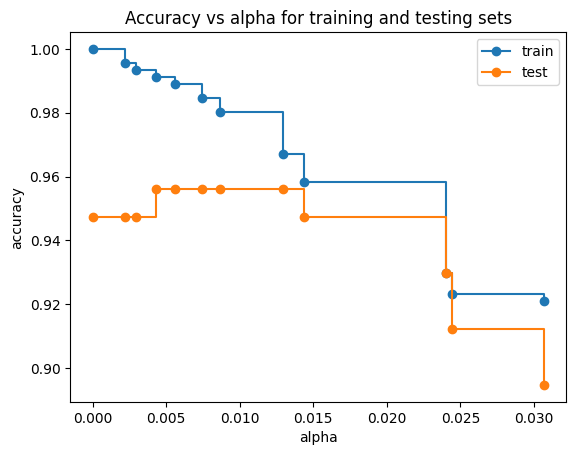 Accuracy vs alpha for training and testing sets
train
test
accuracy
1.00
0.98
0.96
0.94
0.92
0.90
0.000 0.005 0.010 0.015 0.020 0.025 0.030
alpha